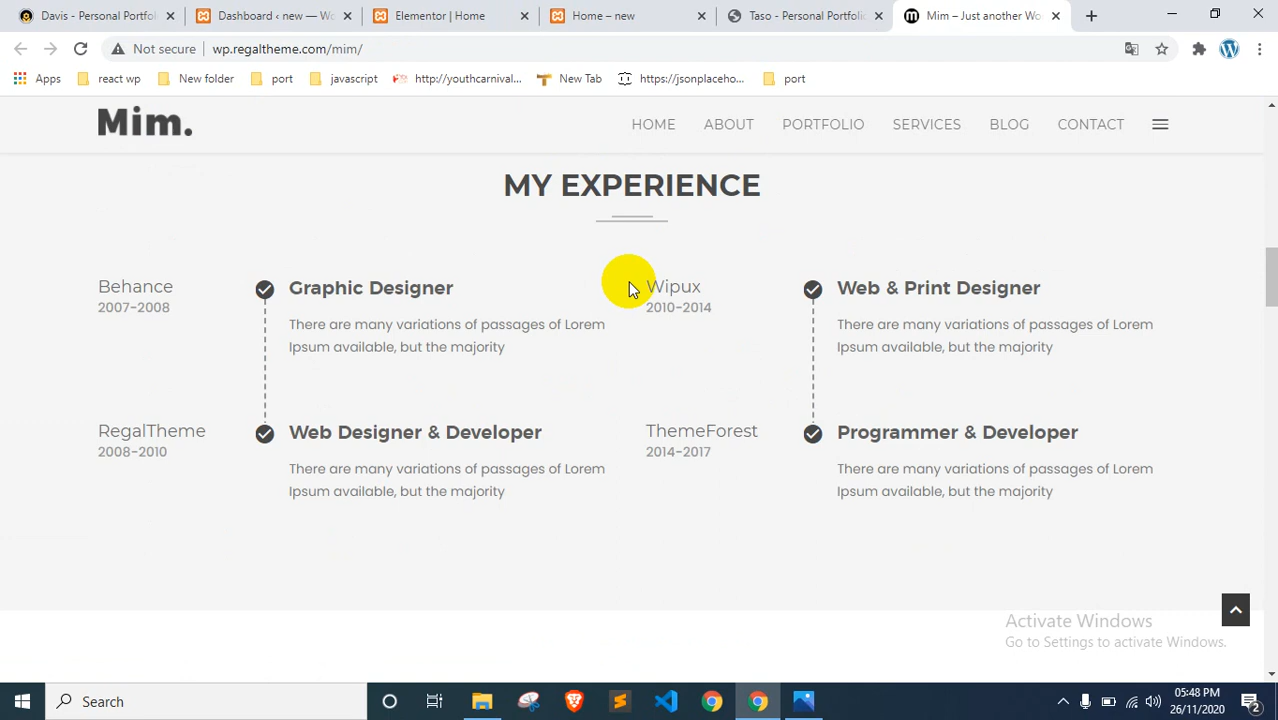 Davis - Personal Portfol
Dashboard ‹ new — Wo
Elementor | Home
Home – new
Taso - Personal Portfolio
Mim – Just another Wo
Not secure
wp.regaltheme.com/mim/
Apps
react wp
New folder
port
javascript
http://youthcarnival...
New Tab
https://jsonplaceho...
port
Mim.
HOME
ABOUT
PORTFOLIO
SERVICES
BLOG
CONTACT
MY EXPERIENCE
Behance
2007-2008
Graphic Designer
There are many variations of passages of Lorem
Ipsum available, but the majority
Wipux
2010-2014
Web & Print Designer
There are many variations of passages of Lorem
Ipsum available, but the majority
RegalTheme
2008-2010
Web Designer & Developer
There are many variations of passages of Lorem
Ipsum available, but the majority
ThemeForest
2014-2017
Programmer & Developer
There are many variations of passages of Lorem
Ipsum available, but the majority
Activate Windows
Go to Settings to activate Windows.
Search
05:48 PM
26/11/2020
2